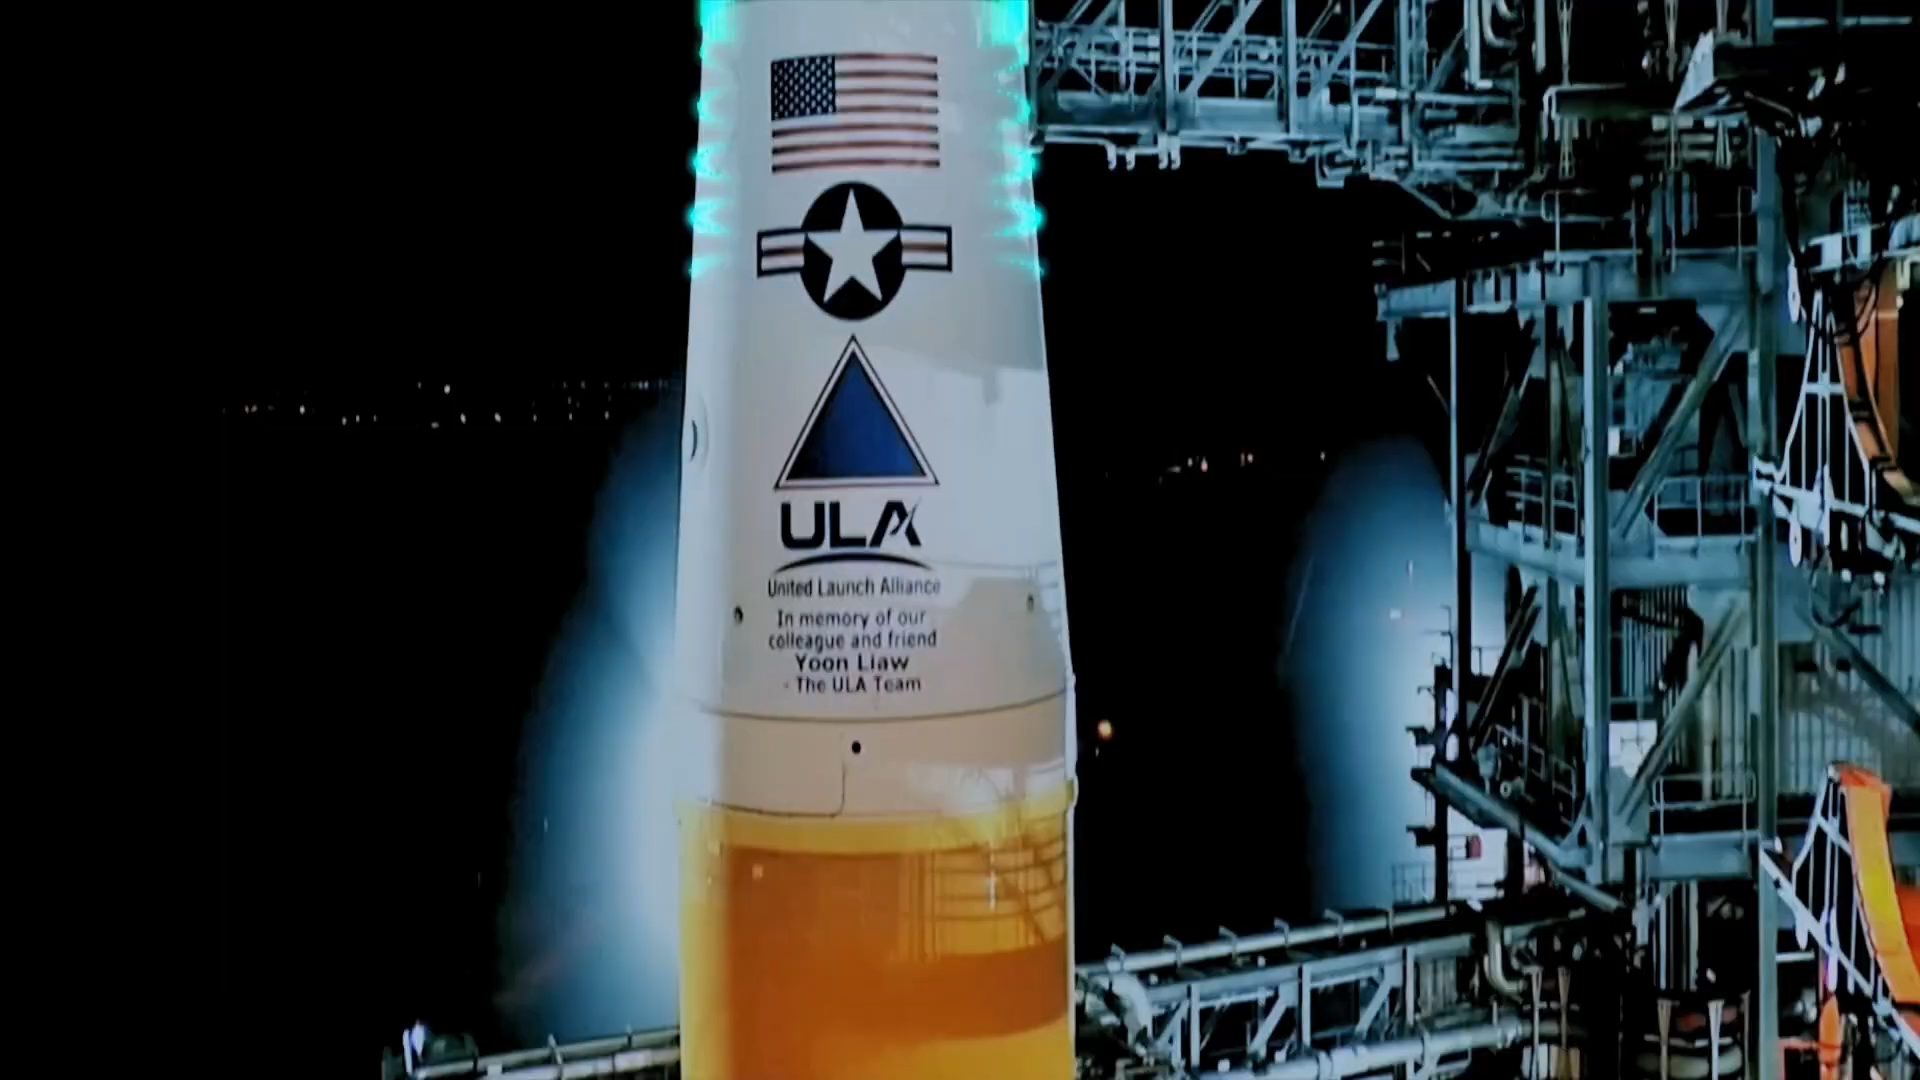 ULA
United Launch Alliance
In memory of our
colleague and friend
Yoon Liaw
- The ULA Team